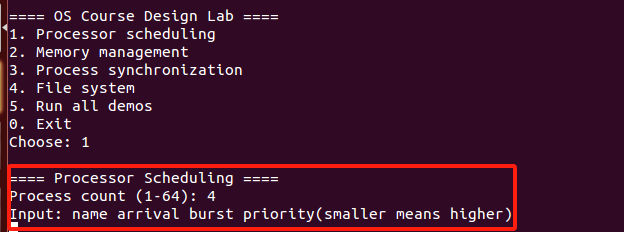 ==== OS Course Design Lab ====
1. Processor scheduling
2. Memory management
3. Process synchronization
4. File system
5. Run all demos
0. Exit
Choose: 1
==== Processor Scheduling ====
Process count (1-64): 4
Input: name arrival burst priority(smaller means higher)